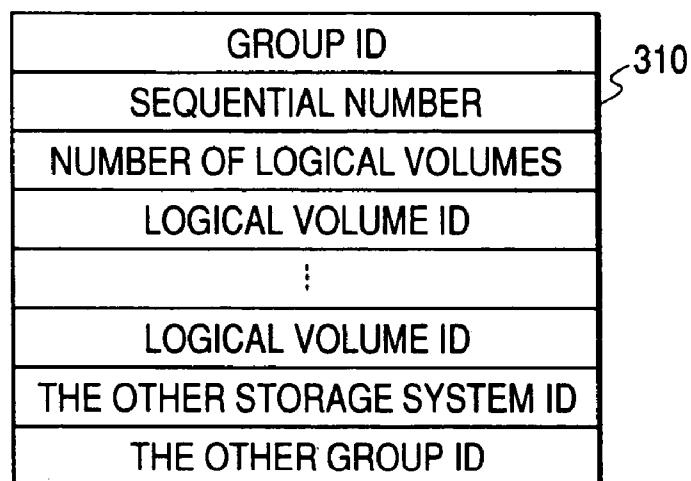 GROUP ID
310
SEQUENTIAL NUMBER
NUMBER OF LOGICAL VOLUMES
LOGICAL VOLUME ID
⋮
LOGICAL VOLUME ID
THE OTHER STORAGE SYSTEM ID
THE OTHER GROUP ID